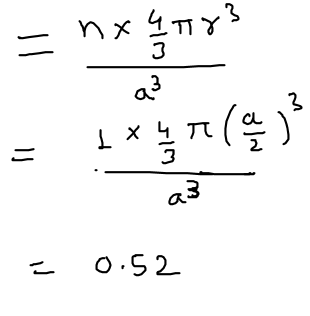 = n × 4/3 π r³ / a³
= 1 × 4/3 π (a/2)³ / a³
= 0.52